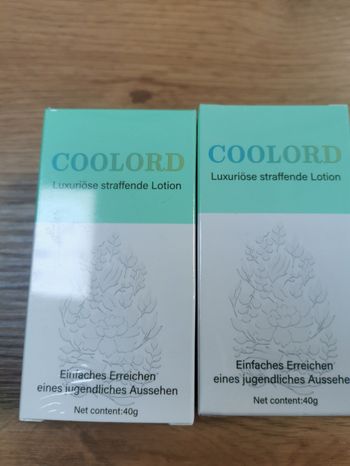 COOLORD
Luxuriöse straffende Lotion
Einfaches Erreichen
eines jugendliches Aussehen
Net content:40g
COOLORD
Luxuriöse straffende Lotion
Einfaches Erreichen
eines jugendliches Aussehe
Net content:40g